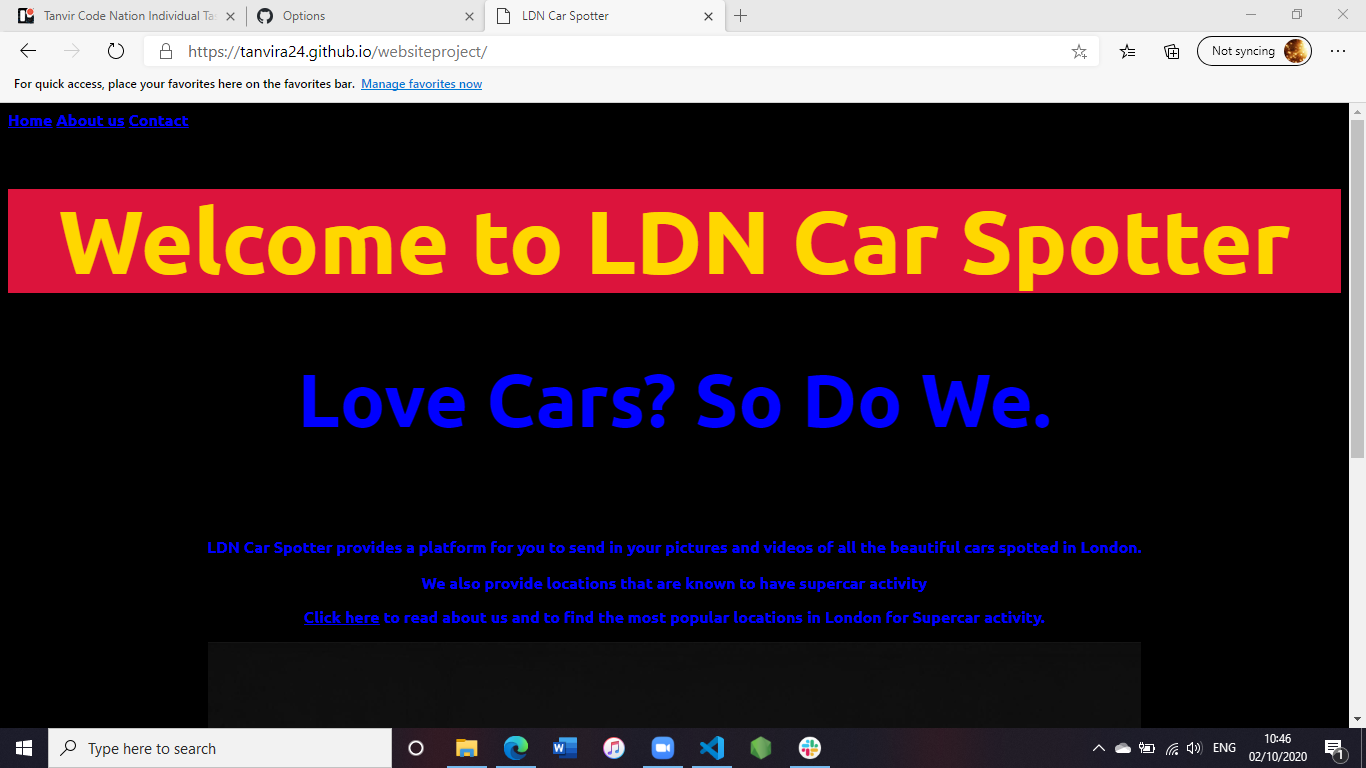 Tanvir Code Nation Individual Tas
Options
LDN Car Spotter
https://tanvira24.github.io/websiteproject/
Not syncing
For quick access, place your favorites here on the favorites bar. Manage favorites now
Home About us Contact
Welcome to LDN Car Spotter
Love Cars? So Do We.
LDN Car Spotter provides a platform for you to send in your pictures and videos of all the beautiful cars spotted in London.
We also provide locations that are known to have supercar activity
Click here to read about us and to find the most popular locations in London for Supercar activity.
Type here to search
ENG
10:46
02/10/2020
1